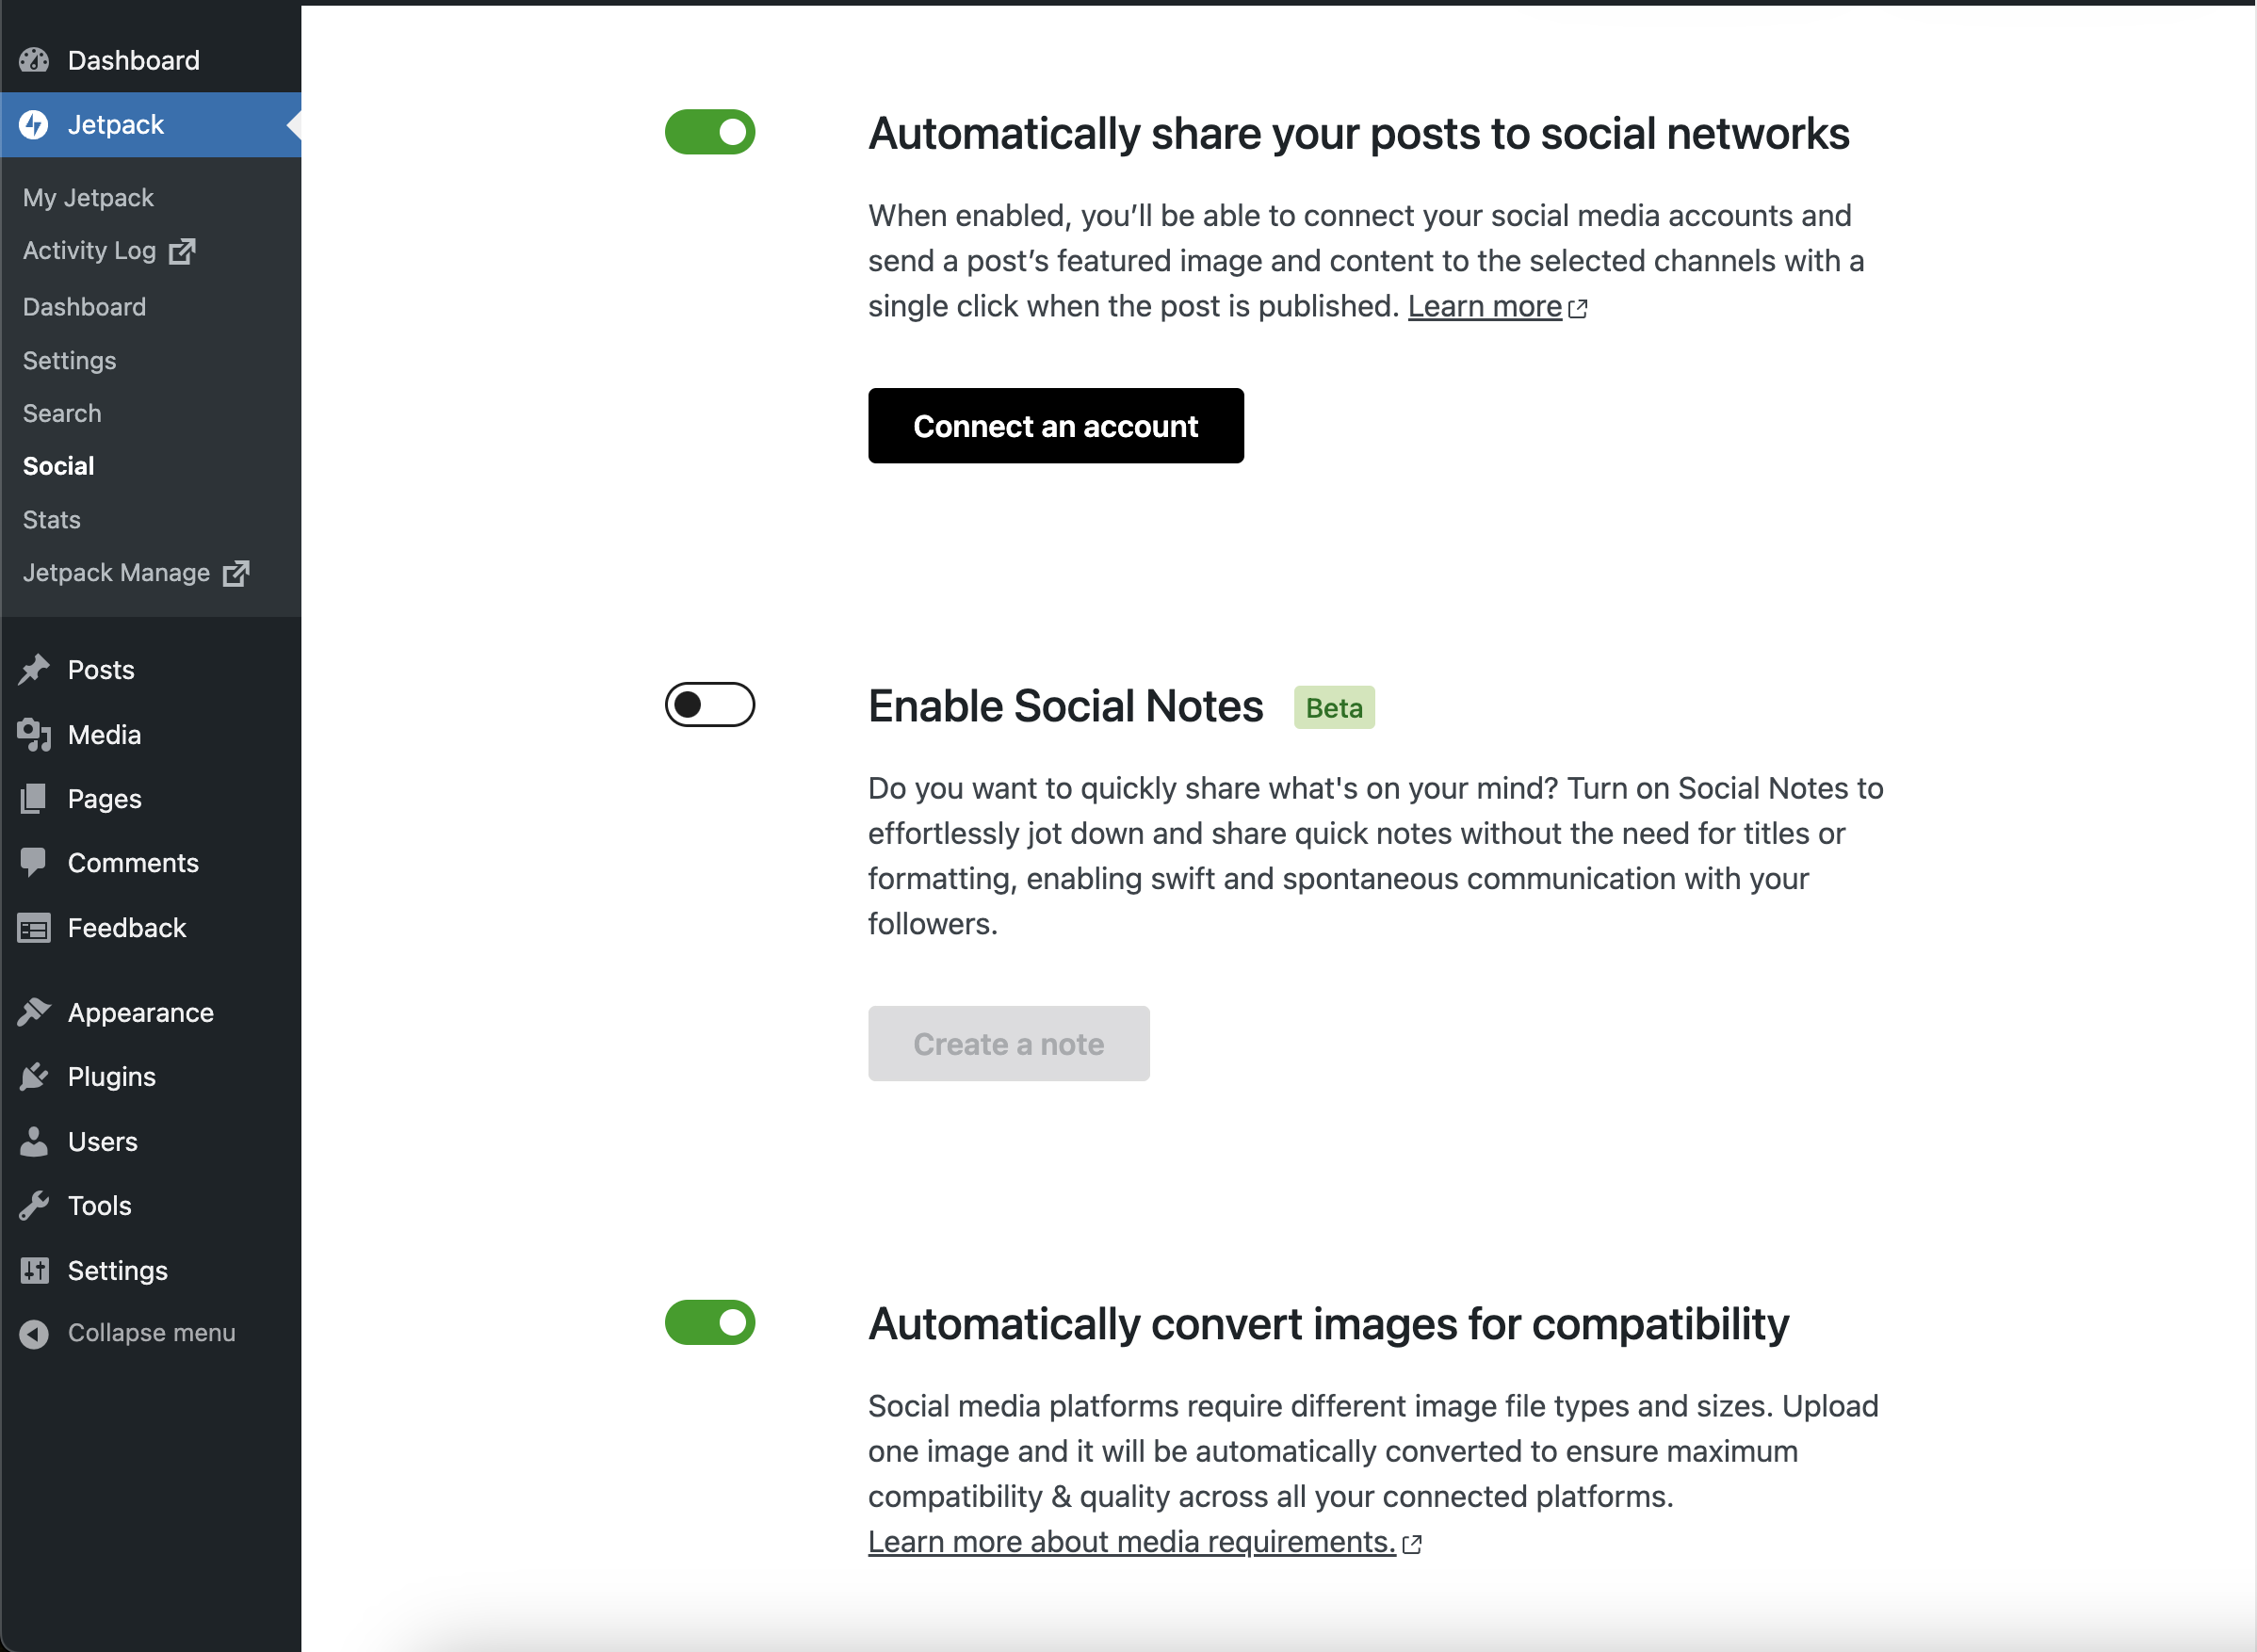 Dashboard
Jetpack
My Jetpack
Activity Log
Dashboard
Settings
Search
Social
Stats
Jetpack Manage
Posts
Media
Pages
Comments
Feedback
Appearance
Plugins
Users
Tools
Settings
Collapse menu
Automatically share your posts to social networks
When enabled, you’ll be able to connect your social media accounts and
send a post’s featured image and content to the selected channels with a
single click when the post is published. Learn more
Connect an account
Enable Social Notes Beta
Do you want to quickly share what's on your mind? Turn on Social Notes to
effortlessly jot down and share quick notes without the need for titles or
formatting, enabling swift and spontaneous communication with your
followers.
Create a note
Automatically convert images for compatibility
Social media platforms require different image file types and sizes. Upload
one image and it will be automatically converted to ensure maximum
compatibility & quality across all your connected platforms.
Learn more about media requirements.